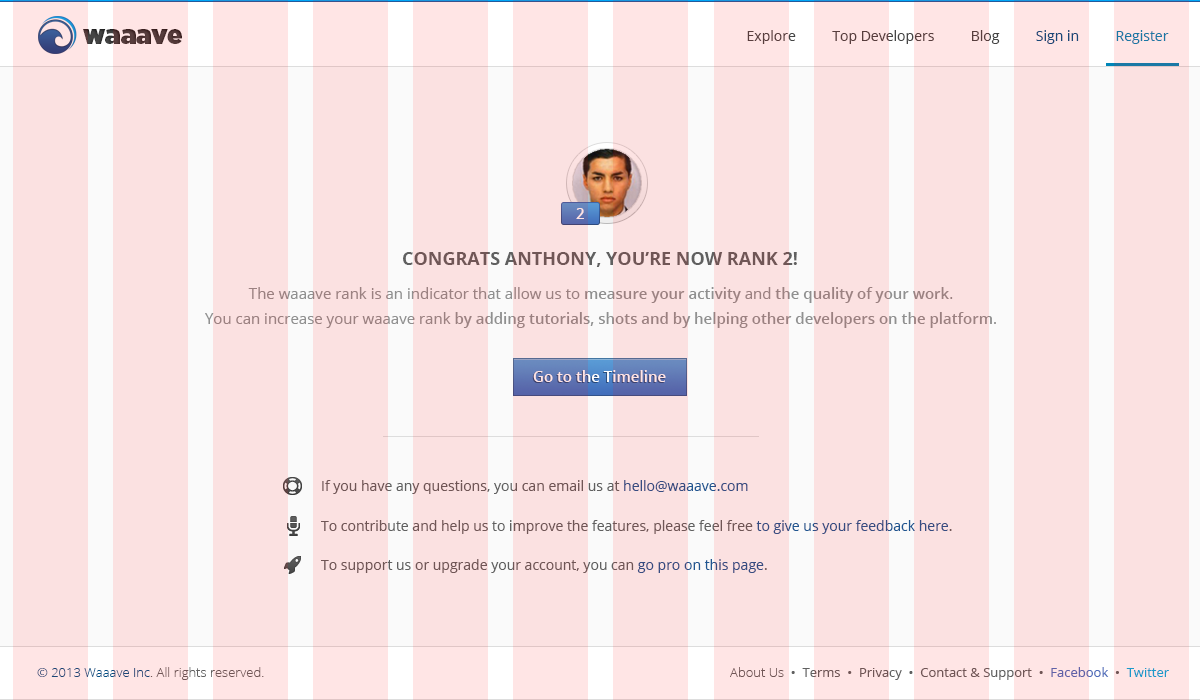 waaave
Explore Top Developers Blog Sign in Register
2
CONGRATS ANTHONY, YOU’RE NOW RANK 2!
The waaave rank is an indicator that allow us to measure your activity and the quality of your work.
You can increase your waaave rank by adding tutorials, shots and by helping other developers on the platform.
Go to the Timeline
If you have any questions, you can email us at hello@waaave.com
To contribute and help us to improve the features, please feel free to give us your feedback here.
To support us or upgrade your account, you can go pro on this page.
© 2013 Waaave Inc. All rights reserved. About Us • Terms • Privacy • Contact & Support • Facebook • Twitter